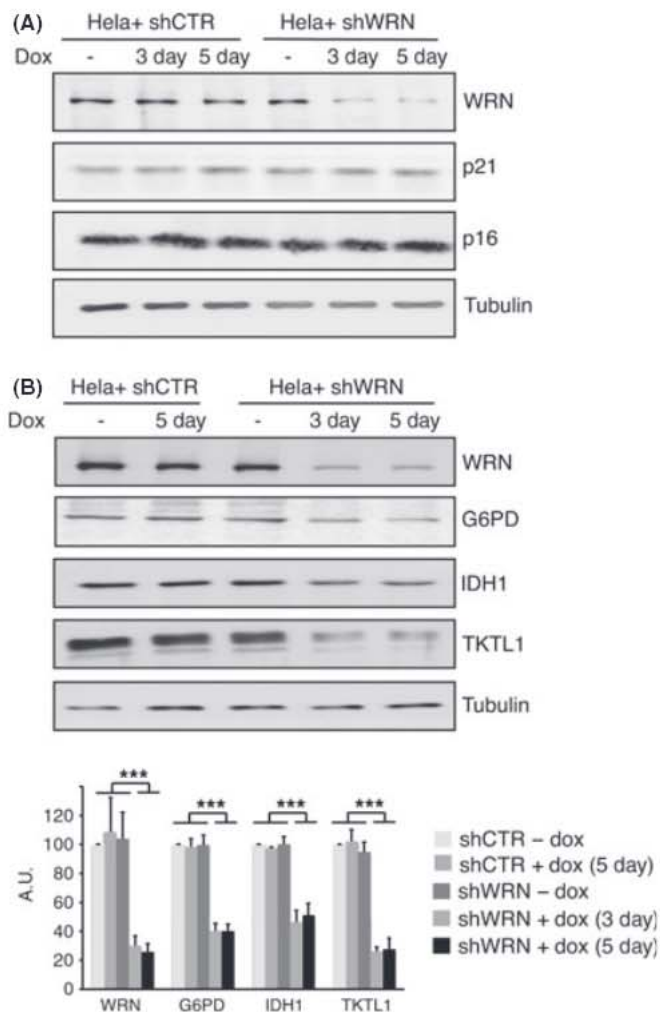 (A)
Hela+ shCTR Hela+ shWRN
Dox - 3 day 5 day - 3 day 5 day
WRN
p21
p16
Tubulin
(B)
Hela+ shCTR Hela+ shWRN
Dox - 5 day - 3 day 5 day
WRN
G6PD
IDH1
TKTL1
Tubulin
*** *** *** ***
A.U.
120
100
80
60
40
20
0
WRN G6PD IDH1 TKTL1
shCTR – dox
shCTR + dox (5 day)
shWRN – dox
shWRN + dox (3 day)
shWRN + dox (5 day)